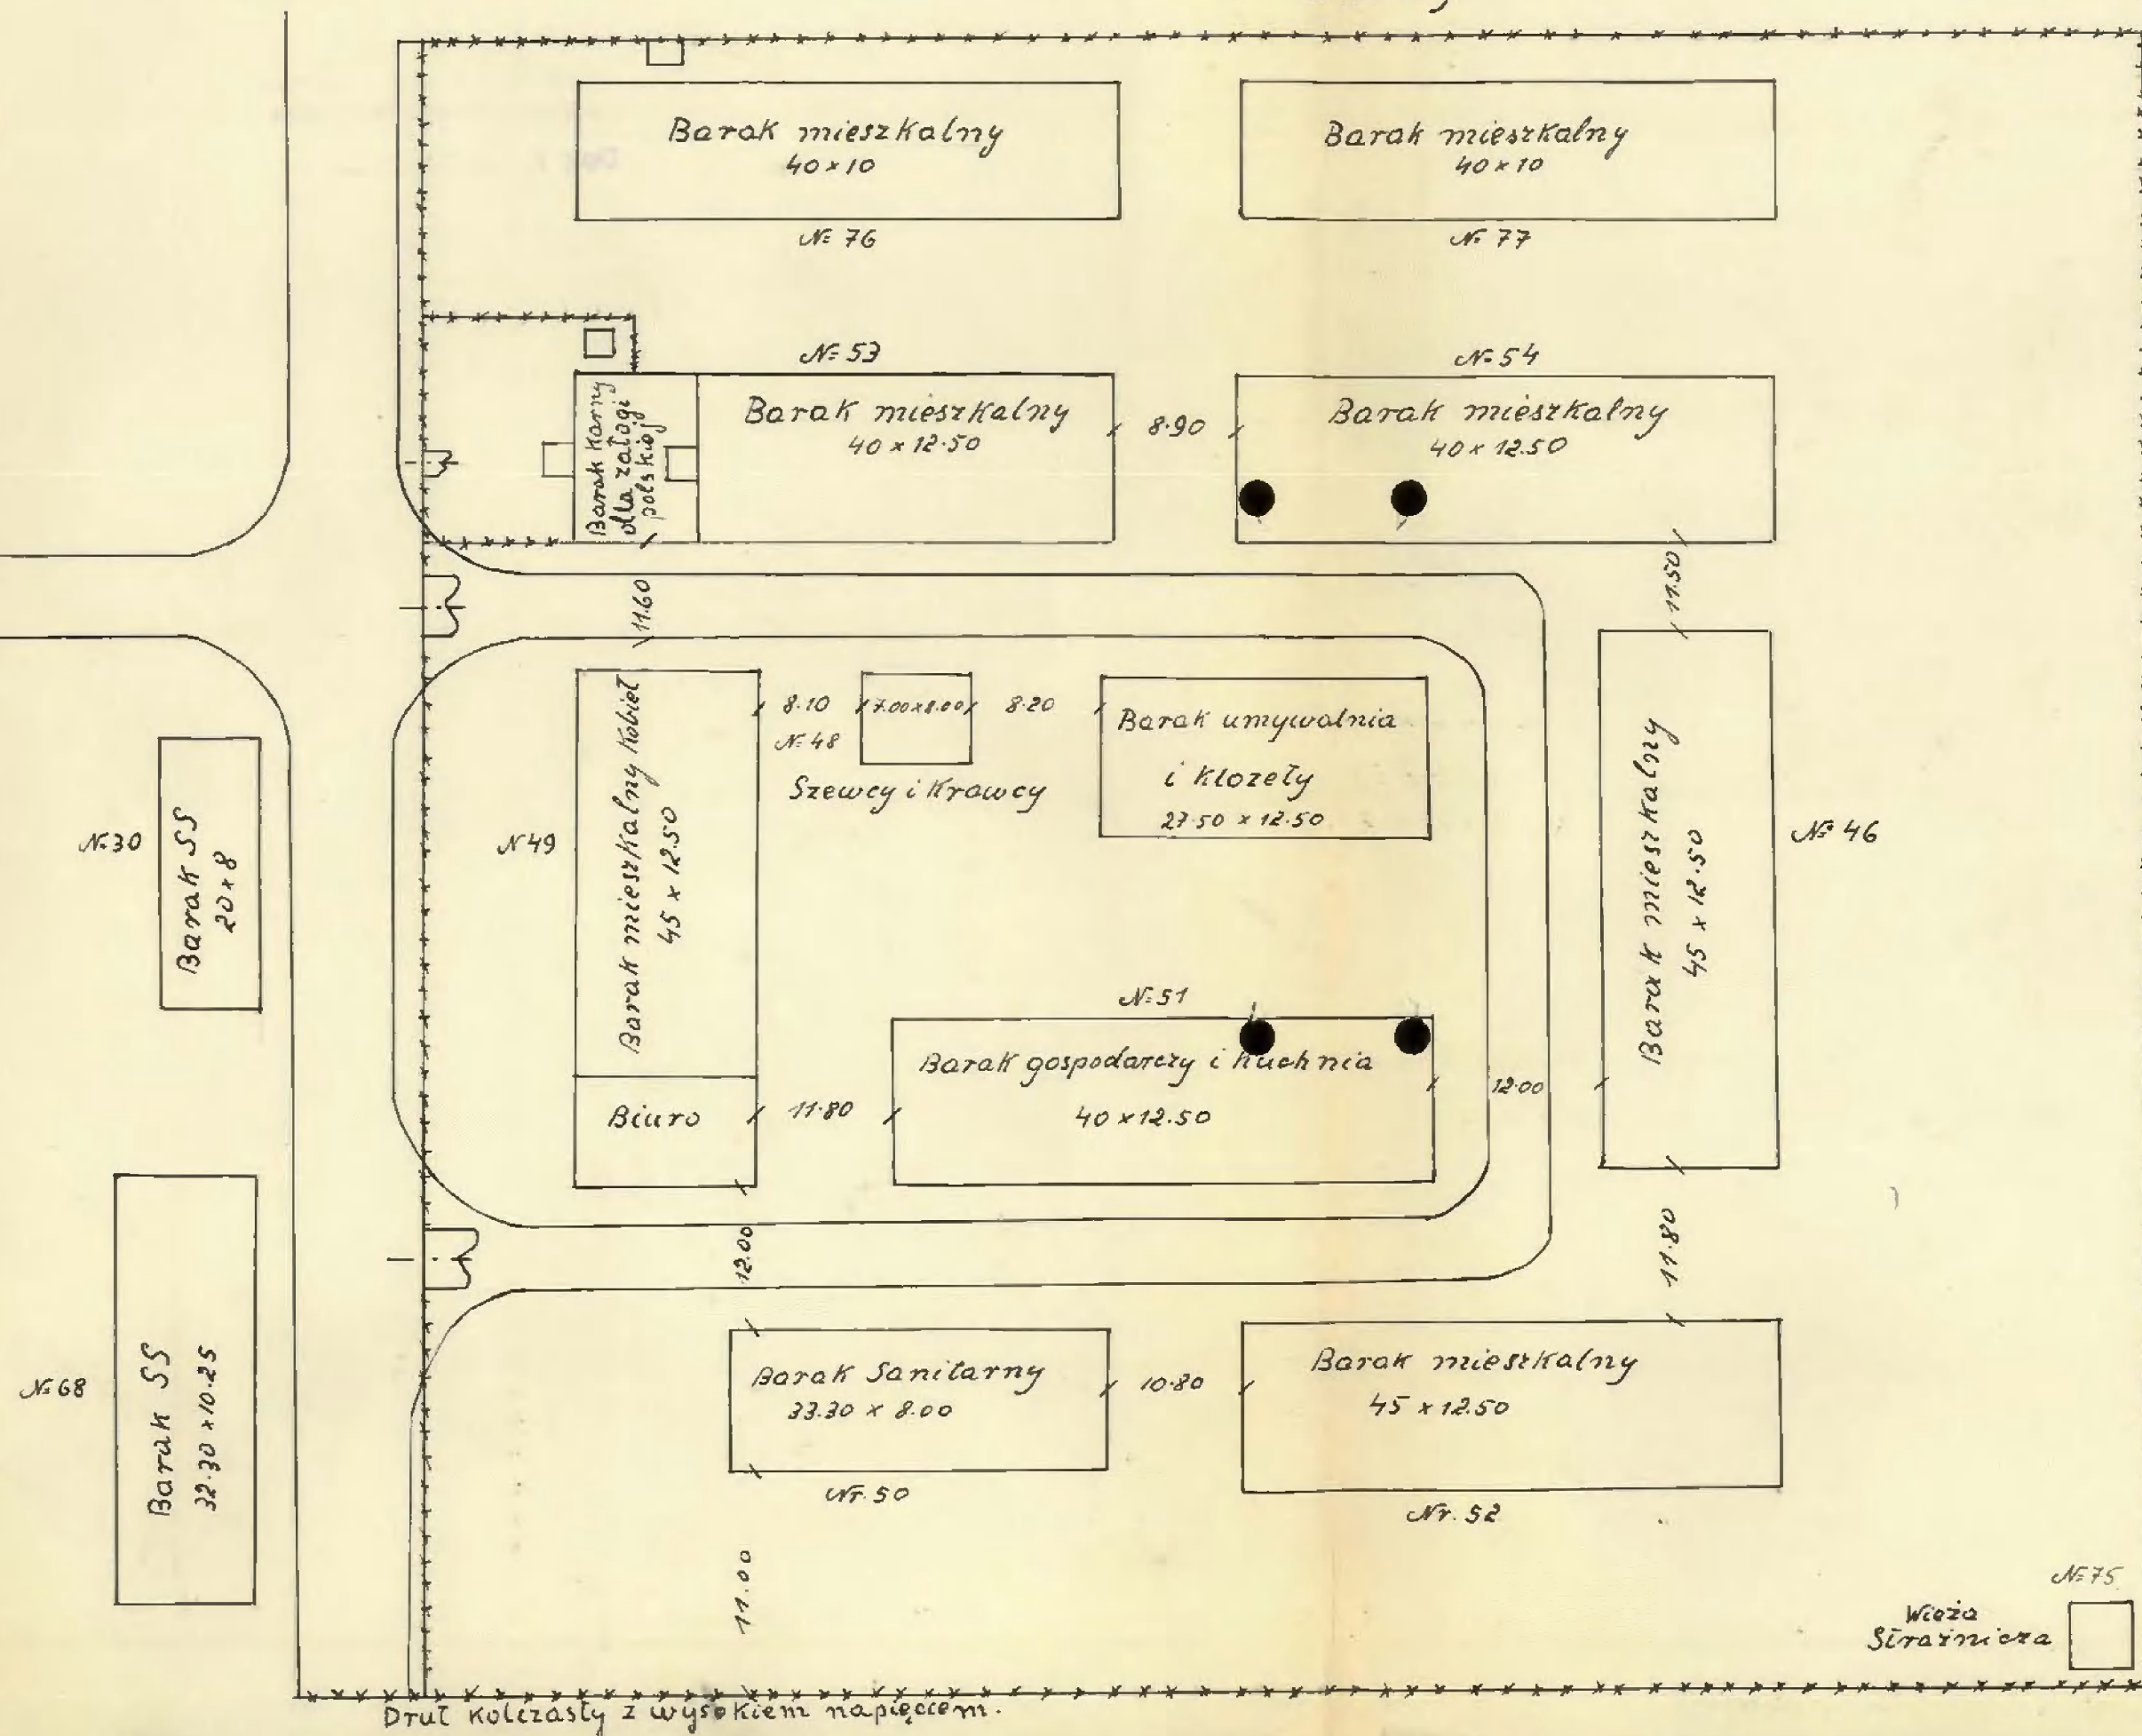 Barak mieszkalny
40 x 10
№ 76
Barak mieszkalny
40 x 10
№ 77
№ 53
Barak Karny
dla załogi
polskiej
Barak mieszkalny
40 x 12.50
8.90
№ 54
Barak mieszkalny
40 x 12.50
11.60
11.50
N 49
Barak mieszkalny Kobiet
45 x 12.50
8.10
№ 48
7.00x8.00
8.20
Szewcy i Krawcy
Barak umywalnia
i Klozety
27.50 x 12.50
Barak mieszkalny
45 x 12.50
№ 46
№ 30
Barak SS
20 x 8
№ 51
Barak gospodarczy i kuchnia
40 x 12.50
12.00
Biuro
11.80
12.00
11.80
№ 68
Barak SS
32.30 x 10.25
Barak Sanitarny
33.30 x 8.00
Nr. 50
10.80
Barak mieszkalny
45 x 12.50
Nr. 52
11.00
№ 75
Wieża
Strażnicza
Drut Kolczasty z wysokiem napięciem.